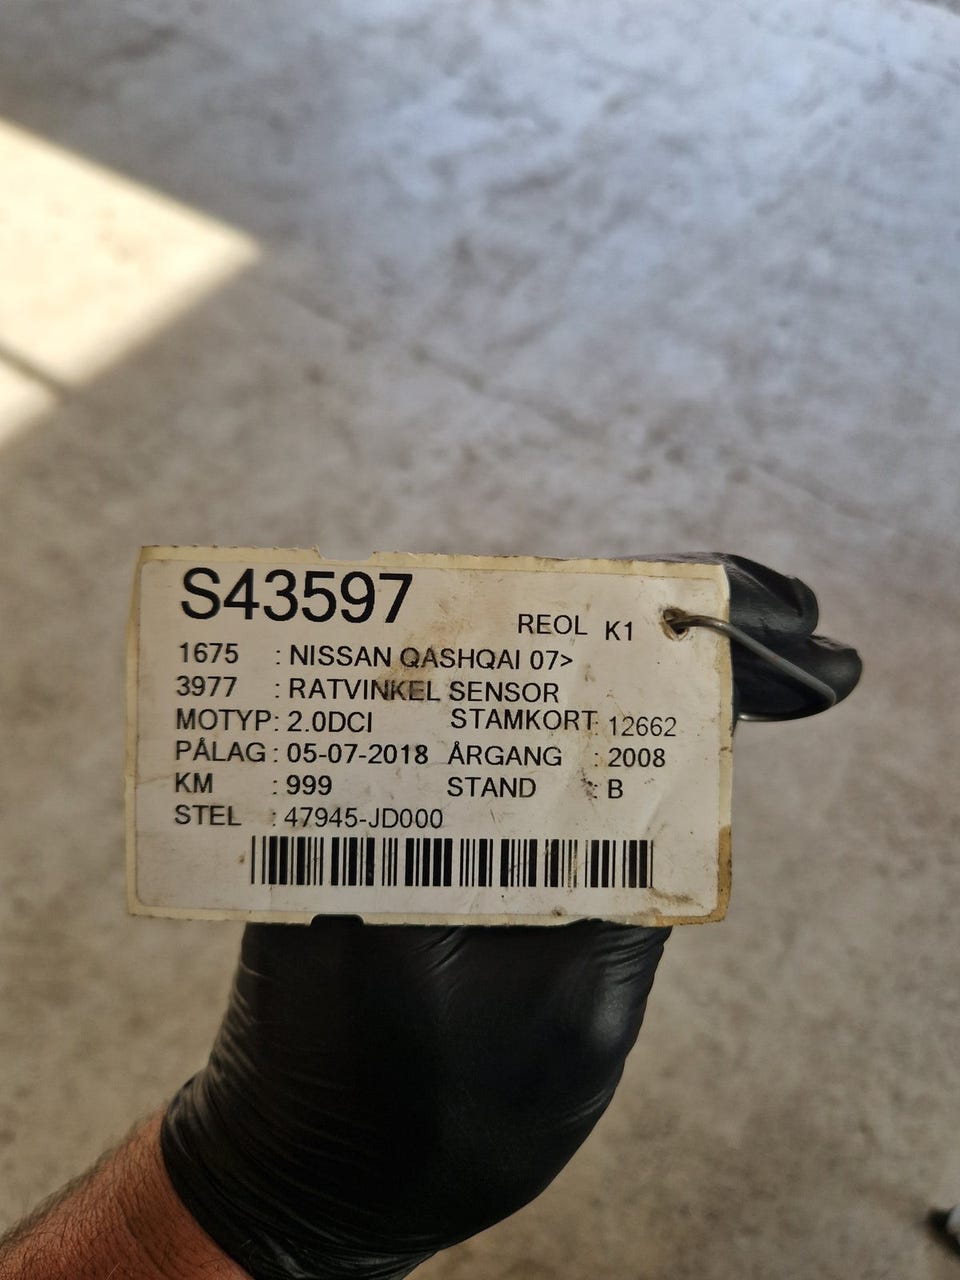 S43597
REOL K1
1675 : NISSAN QASHQAI 07>
3977 : RATVINKEL SENSOR
MOTYP: 2.0DCI STAMKORT: 12662
PÅLAG : 05-07-2018 ÅRGANG : 2008
KM : 999 STAND : B
STEL : 47945-JD000